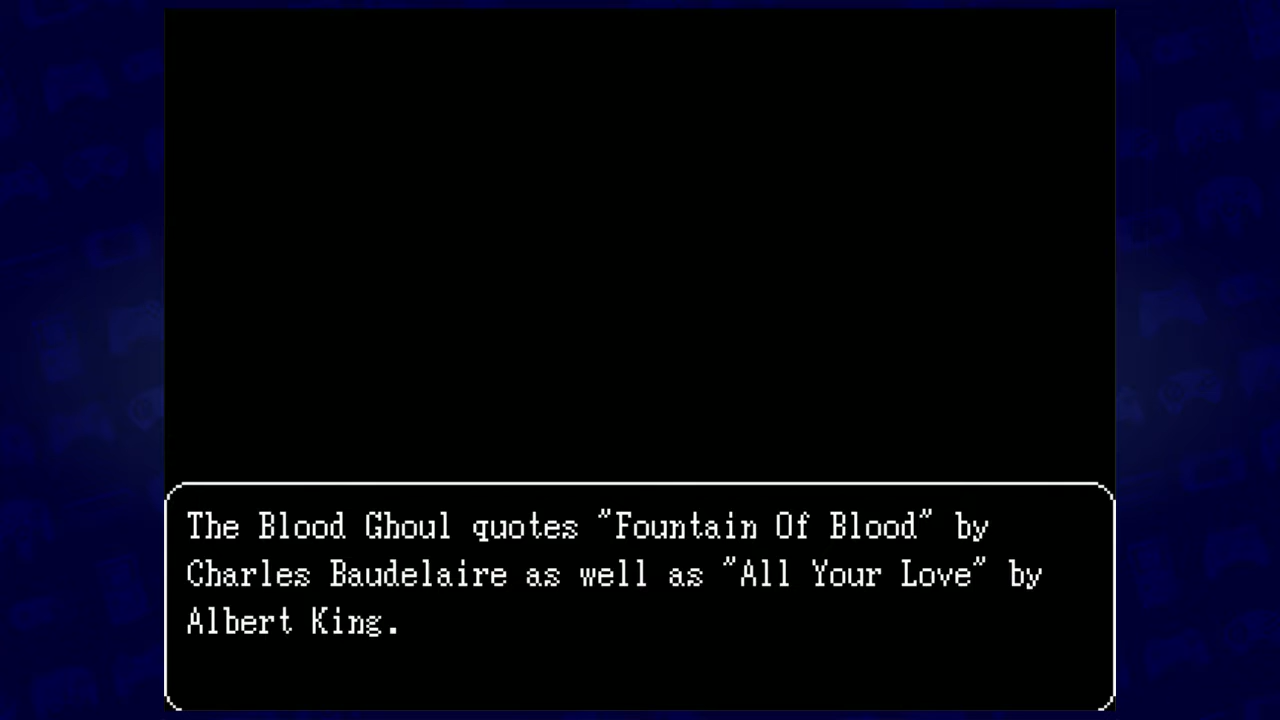 The Blood Ghoul quotes "Fountain Of Blood" by
Charles Baudelaire as well as "All Your Love" by
Albert King.